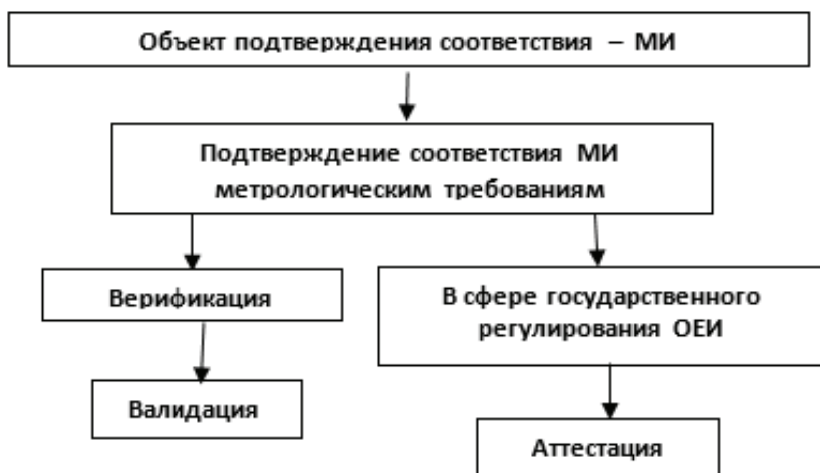 Объект подтверждения соответствия – МИ
Подтверждение соответствия МИ
метрологическим требованиям
Верификация
В сфере государственного
регулирования ОЕИ
Валидация
Аттестация